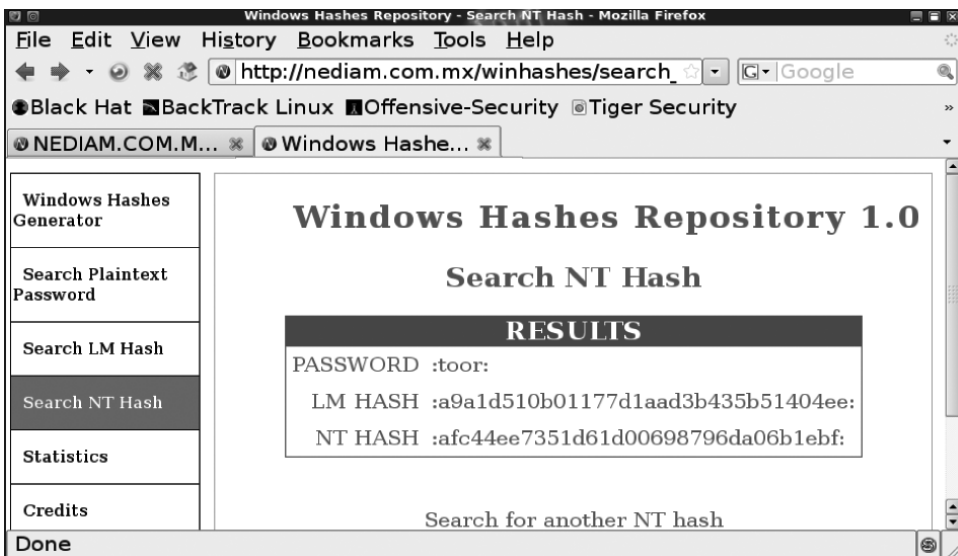 Windows Hashes Repository - Search NT Hash - Mozilla Firefox
File Edit View History Bookmarks Tools Help
http://nediam.com.mx/winhashes/search_
G Google
Black Hat BackTrack Linux Offensive-Security Tiger Security »
NEDIAM.COM.M... Windows Hashe...
Windows Hashes
Generator
Search Plaintext
Password
Search LM Hash
Search NT Hash
Statistics
Credits
Windows Hashes Repository 1.0
Search NT Hash
RESULTS
PASSWORD :toor:
LM HASH :a9a1d510b01177d1aad3b435b51404ee:
NT HASH :afc44ee7351d61d00698796da06b1ebf:
Search for another NT hash
Done